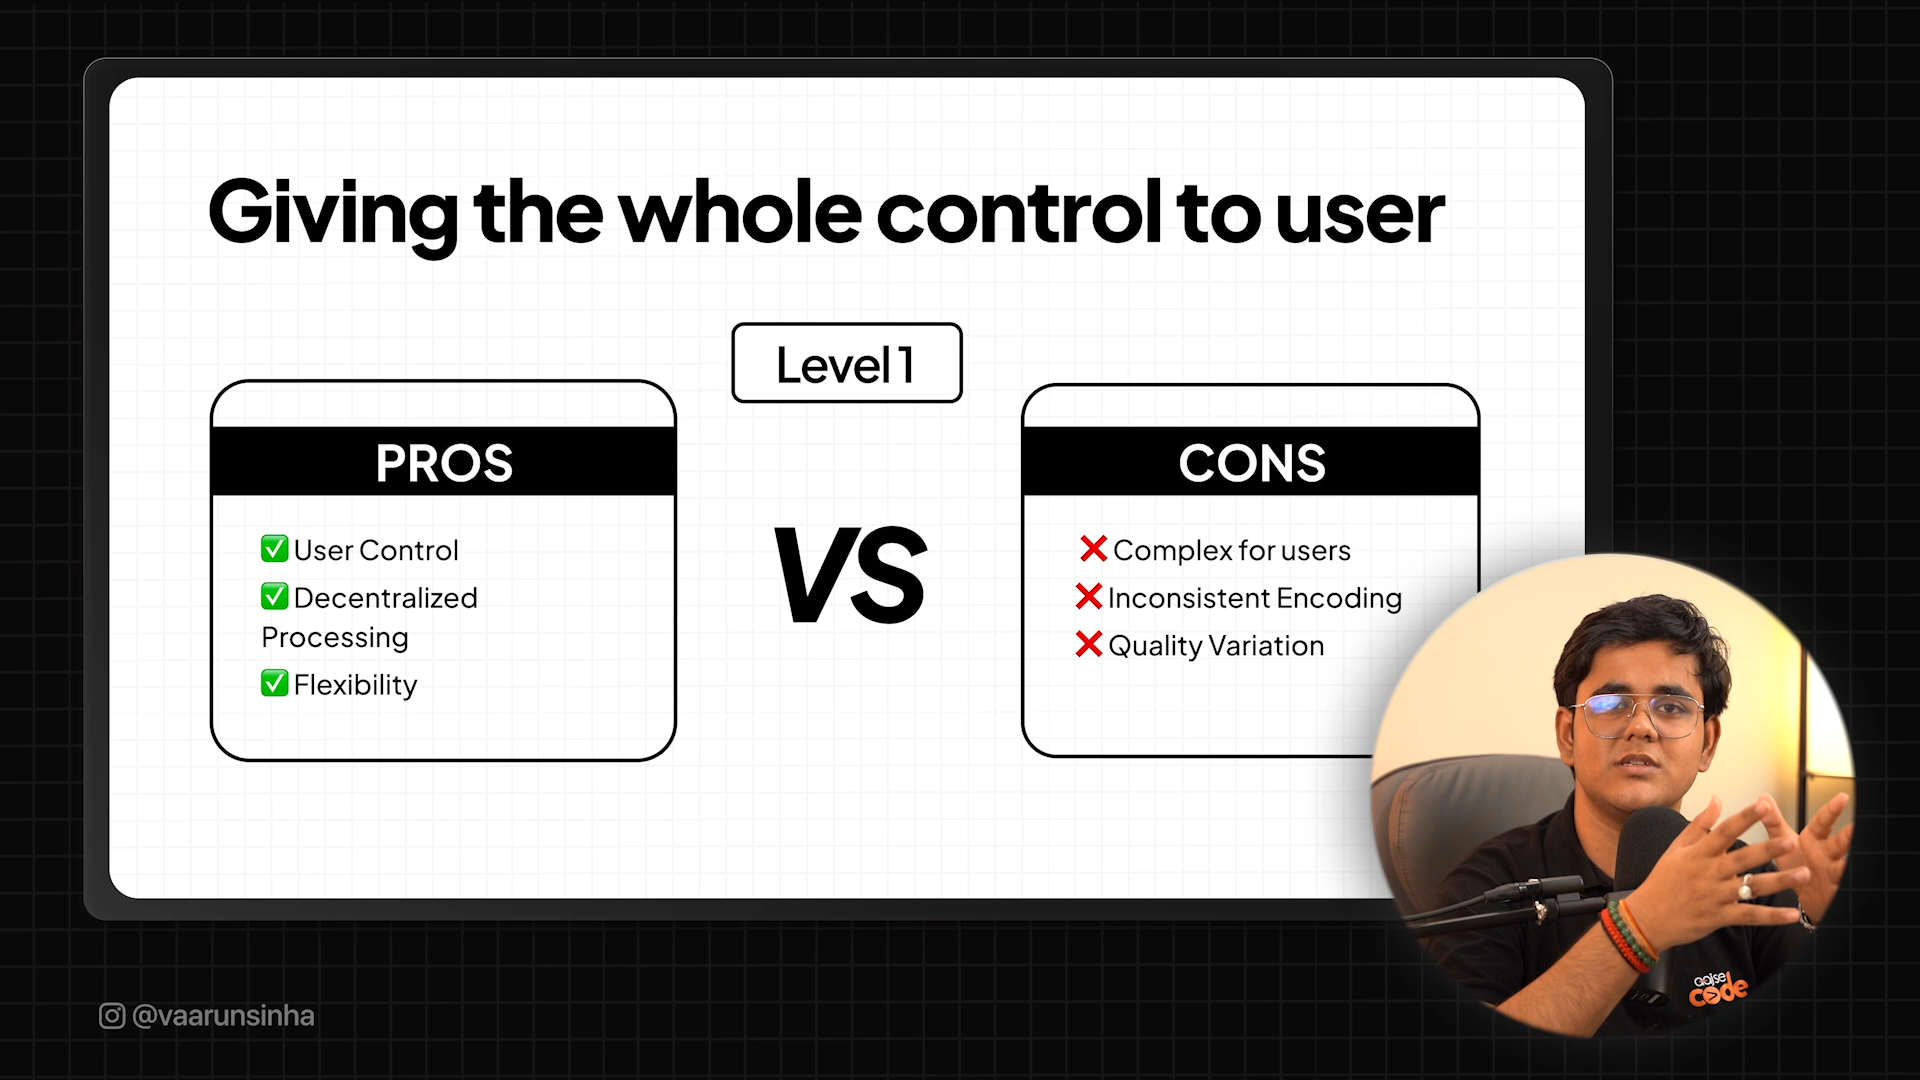 Giving the whole control to user
Level 1
PROS
✅ User Control
✅ Decentralized
Processing
✅ Flexibility
VS
CONS
❌ Complex for users
❌ Inconsistent Encoding
❌ Quality Variation
@vaarunsinha
code